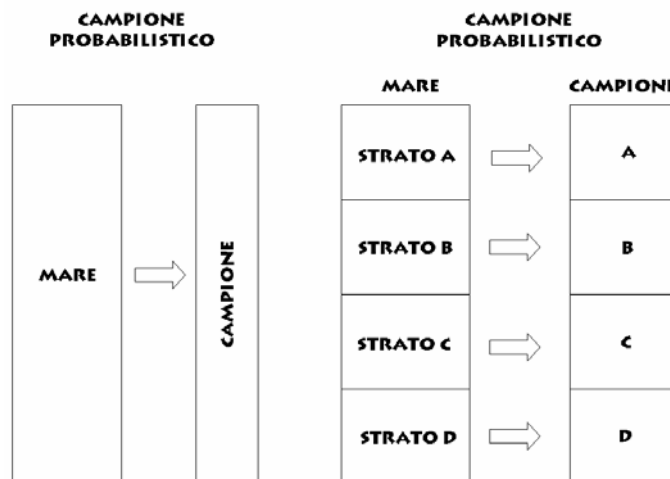 CAMPIONE
PROBABILISTICO
MARE
CAMPIONE
CAMPIONE
PROBABILISTICO
MARE
CAMPIONE
STRATO A
A
STRATO B
B
STRATO C
C
STRATO D
D